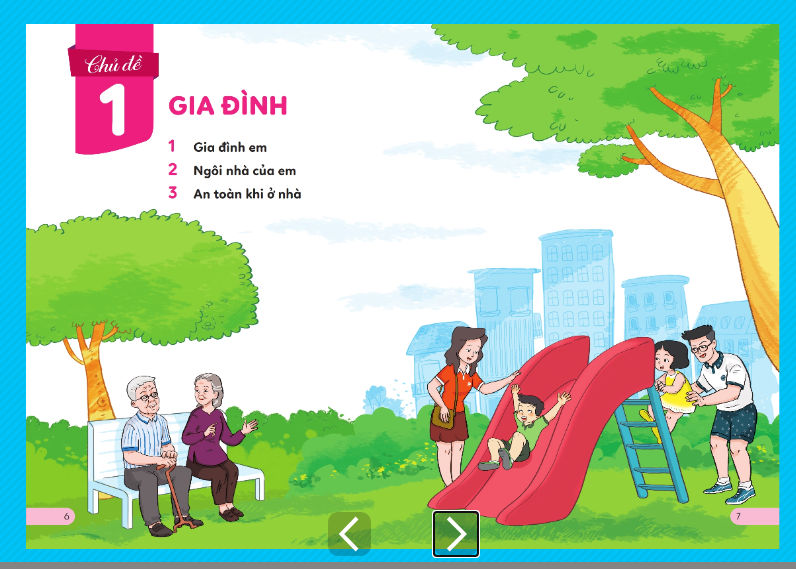 Chủ đề
1
GIA ĐÌNH
1 Gia đình em
2 Ngôi nhà của em
3 An toàn khi ở nhà
6
7